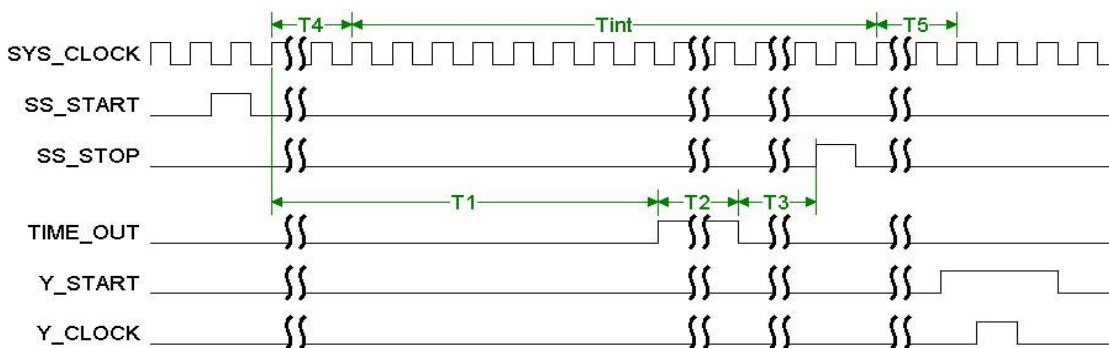 T4 Tint T5
SYS_CLOCK
SS_START
SS_STOP
T1 T2 T3
TIME_OUT
Y_START
Y_CLOCK